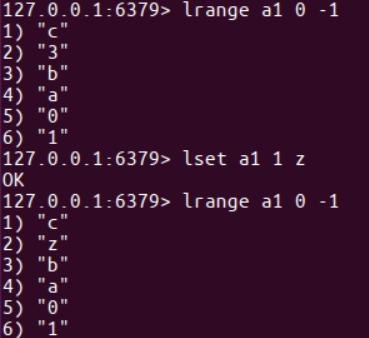 127.0.0.1:6379> lrange a1 0 -1
1) "c"
2) "3"
3) "b"
4) "a"
5) "0"
6) "1"
127.0.0.1:6379> lset a1 1 z
OK
127.0.0.1:6379> lrange a1 0 -1
1) "c"
2) "z"
3) "b"
4) "a"
5) "0"
6) "1"